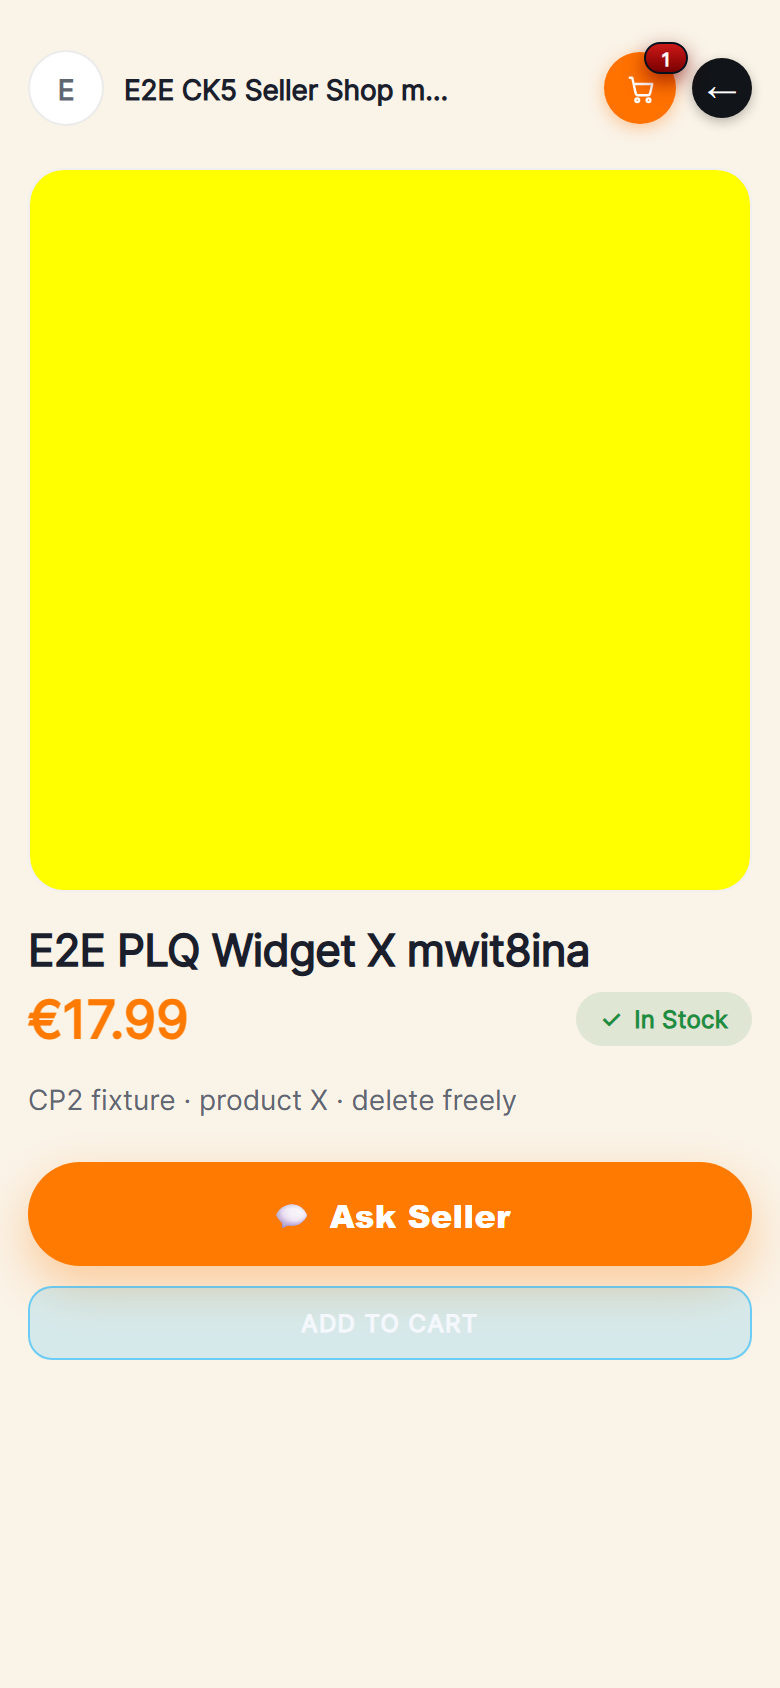 E
E2E CK5 Seller Shop m...
1
E2E PLQ Widget X mwit8ina
€17.99
In Stock
CP2 fixture · product X · delete freely
Ask Seller
ADD TO CART